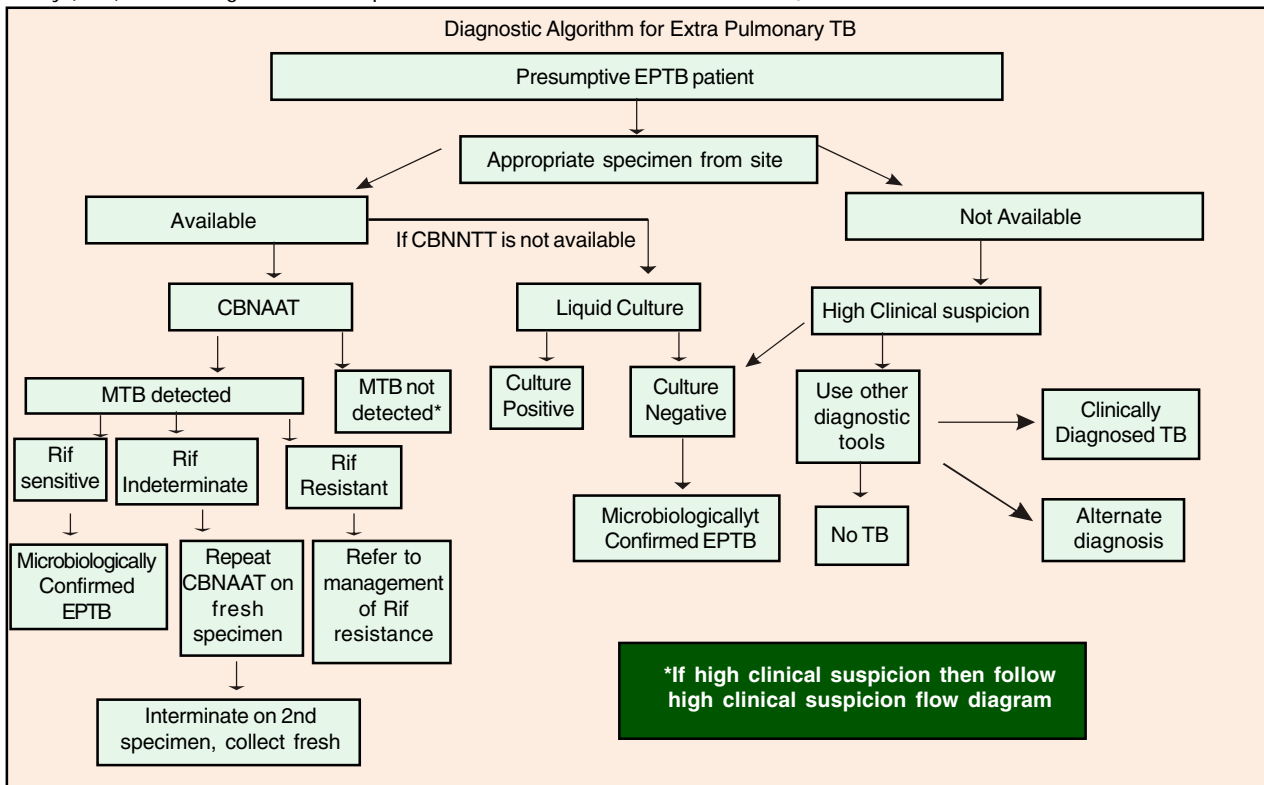 Diagnostic Algorithm for Extra Pulmonary TB
Presumptive EPTB patient
Appropriate specimen from site
Available
Not Available
If CBNNTT is not available
CBNAAT
Liquid Culture
High Clinical suspicion
MTB detected
MTB not
detected*
Culture
Positive
Culture
Negative
Use other
diagnostic
tools
Clinically
Diagnosed TB
Rif
sensitive
Rif
Indeterminate
Rif
Resistant
Microbiologicallyt
Confirmed EPTB
No TB
Alternate
diagnosis
Microbiologically
Confirmed
EPTB
Repeat
CBNAAT on
fresh
specimen
Refer to
management
of Rif
resistance
*If high clinical suspicion then follow
high clinical suspicion flow diagram
Interminate on 2nd
specimen, collect fresh